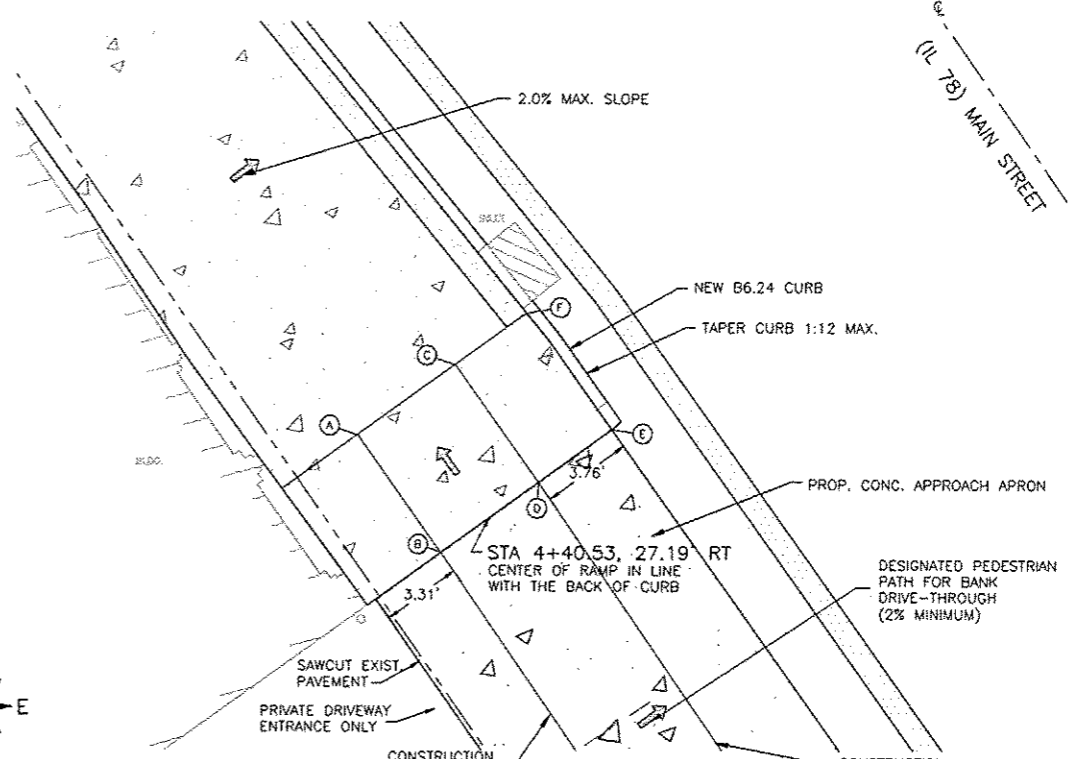 ℄
(IL 78) MAIN STREET
2.0% MAX. SLOPE
NEW B6.24 CURB
TAPER CURB 1:12 MAX.
F
C
A
BLDG.
E
3.76'
PROP. CONC. APPROACH APRON
D
B
STA 4+40.53, 27.19' RT
CENTER OF RAMP IN LINE
WITH THE BACK OF CURB
DESIGNATED PEDESTRIAN
PATH FOR BANK
DRIVE-THROUGH
(2% MINIMUM)
3.31'
SAWCUT EXIST.
PAVEMENT
E
PRIVATE DRIVEWAY
ENTRANCE ONLY
CONSTRUCTION
CONSTRUCTION